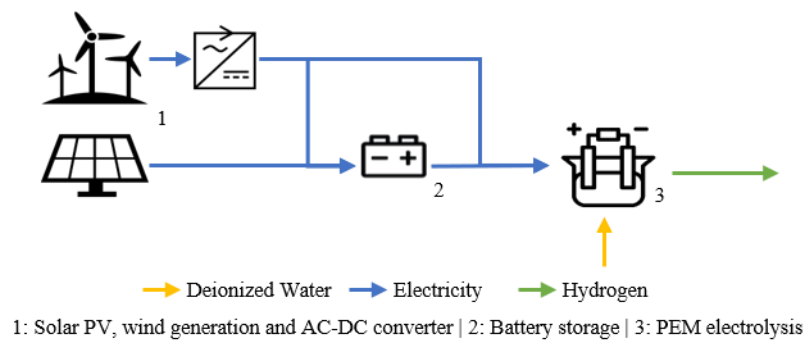 1
2
3
Deionized Water
Electricity
Hydrogen
1: Solar PV, wind generation and AC-DC converter | 2: Battery storage | 3: PEM electrolysis